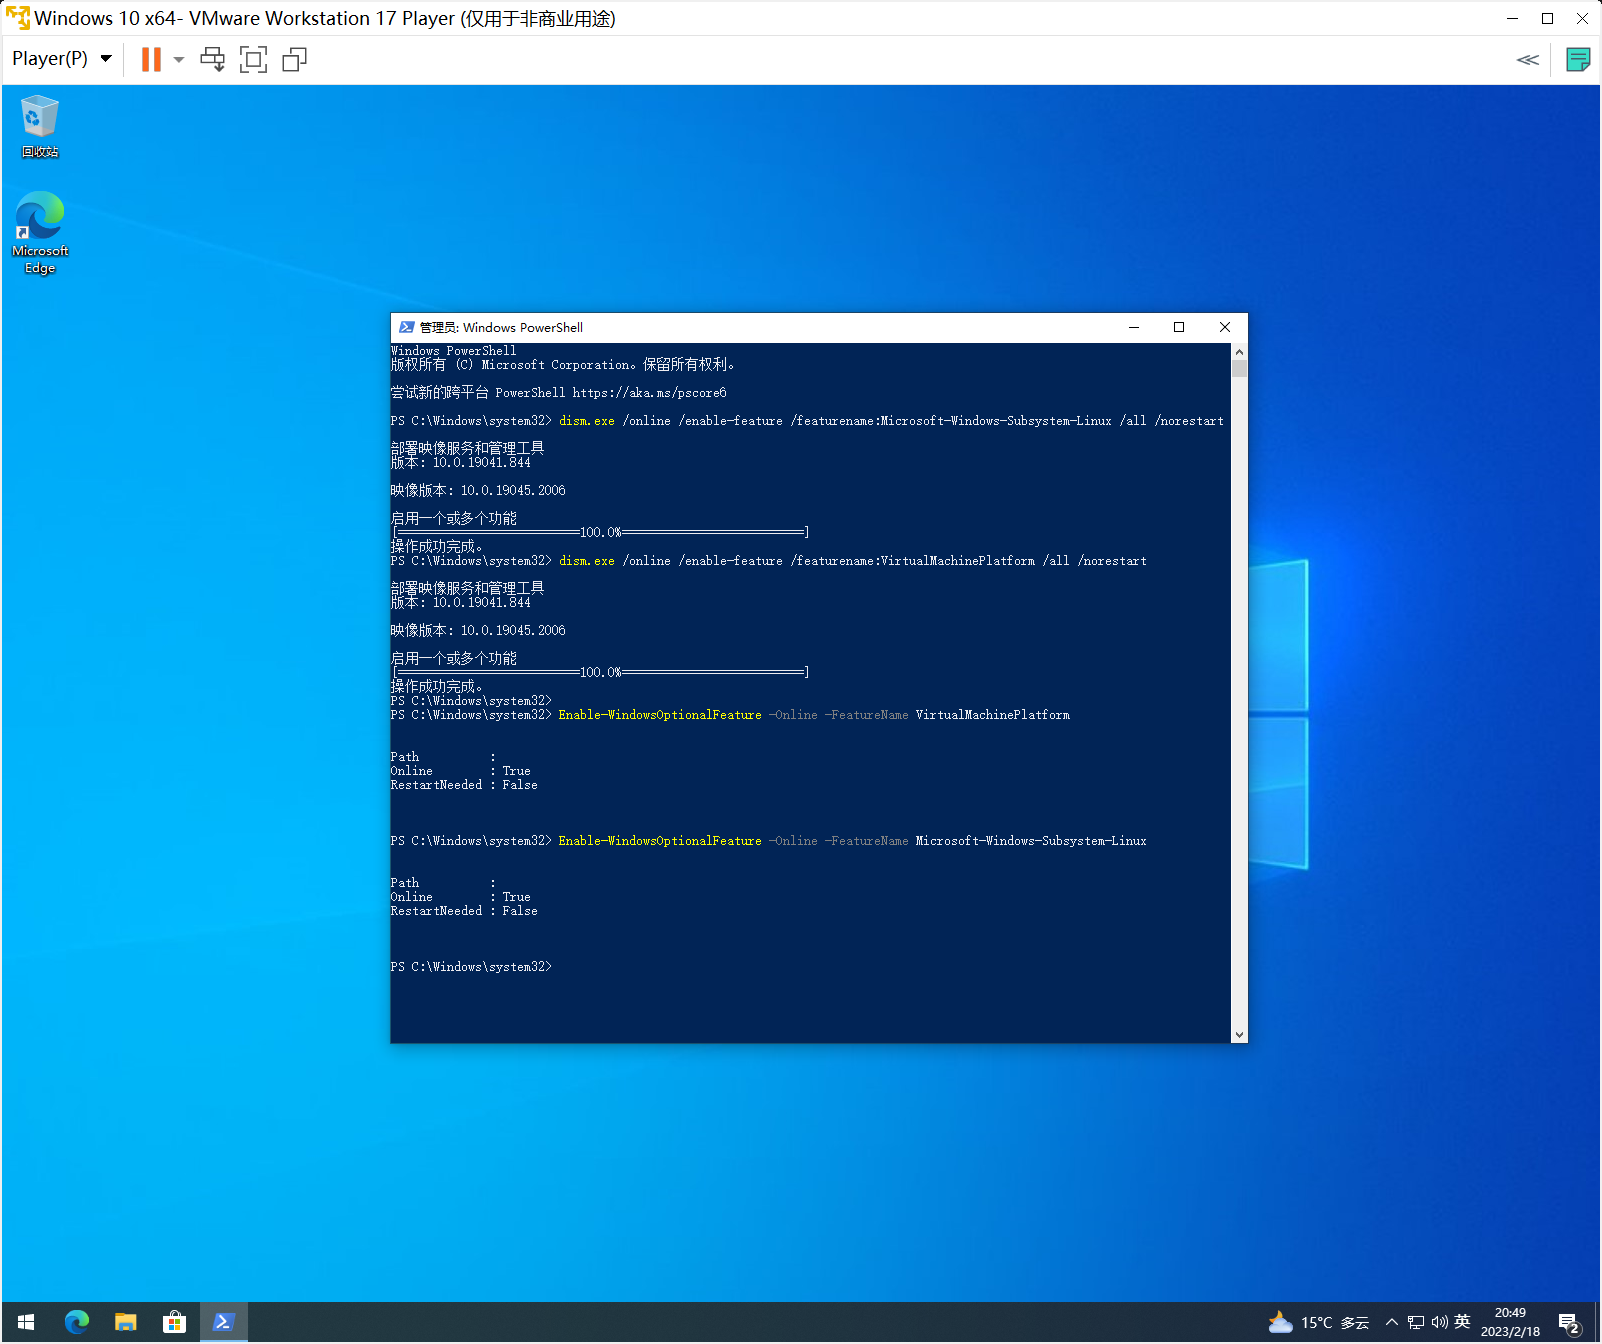 Windows 10 x64- VMware Workstation 17 Player (仅用于非商业用途)
Player(P)
回收站
Microsoft
Edge
管理员: Windows PowerShell
Windows PowerShell
版权所有 (C) Microsoft Corporation。保留所有权利。
尝试新的跨平台 PowerShell https://aka.ms/pscore6
PS C:\Windows\system32> dism.exe /online /enable-feature /featurename:Microsoft-Windows-Subsystem-Linux /all /norestart
部署映像服务和管理工具
版本: 10.0.19041.844
映像版本: 10.0.19045.2006
启用一个或多个功能
[==========================100.0%==========================]
操作成功完成。
PS C:\Windows\system32> dism.exe /online /enable-feature /featurename:VirtualMachinePlatform /all /norestart
部署映像服务和管理工具
版本: 10.0.19041.844
映像版本: 10.0.19045.2006
启用一个或多个功能
[==========================100.0%==========================]
操作成功完成。
PS C:\Windows\system32>
PS C:\Windows\system32> Enable-WindowsOptionalFeature -Online -FeatureName VirtualMachinePlatform
Path          :
Online        : True
RestartNeeded : False
PS C:\Windows\system32> Enable-WindowsOptionalFeature -Online -FeatureName Microsoft-Windows-Subsystem-Linux
Path          :
Online        : True
RestartNeeded : False
PS C:\Windows\system32>
15°C 多云
英
20:49
2023/2/18
2